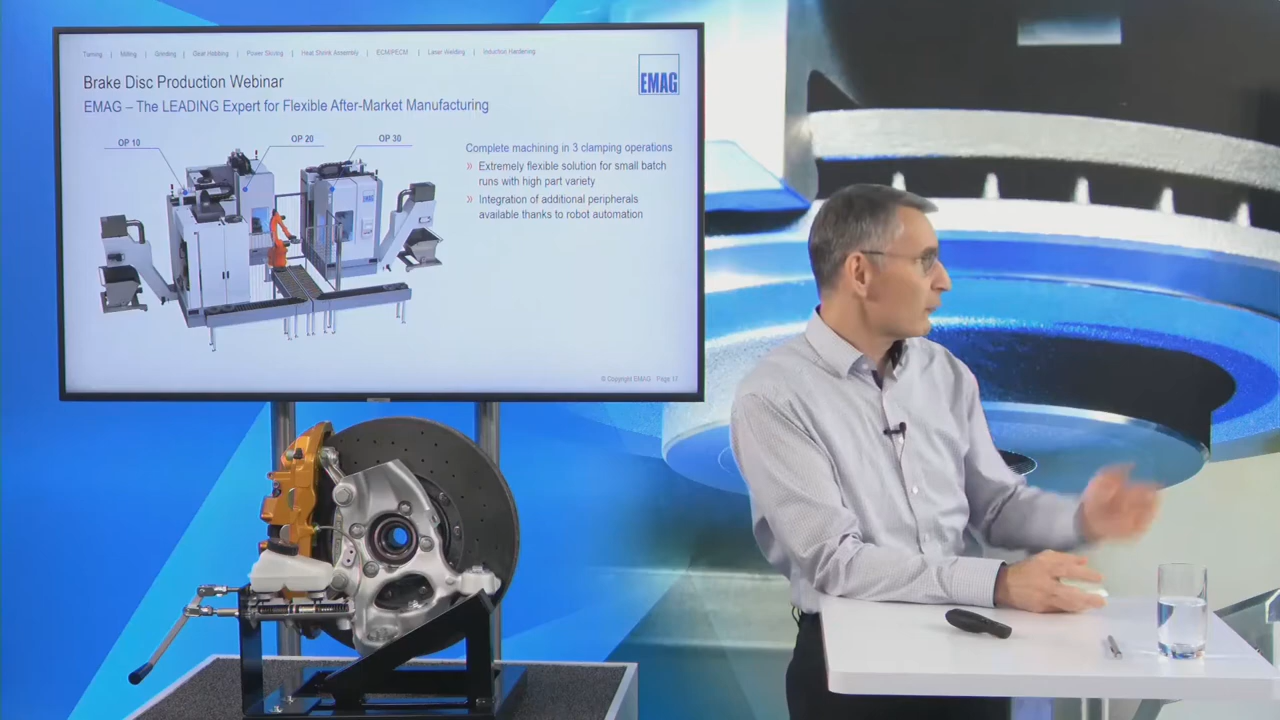 Turning | Milling | Grinding | Gear Hobbing | Power Skiving | Heat Shrink Assembly | ECM/PECM | Laser Welding | Induction Hardening
Brake Disc Production Webinar
EMAG
EMAG – The LEADING Expert for Flexible After-Market Manufacturing
OP 10
OP 20
OP 30
Complete machining in 3 clamping operations
» Extremely flexible solution for small batch
runs with high part variety
» Integration of additional peripherals
available thanks to robot automation
EMAG
© Copyright EMAG Page 17